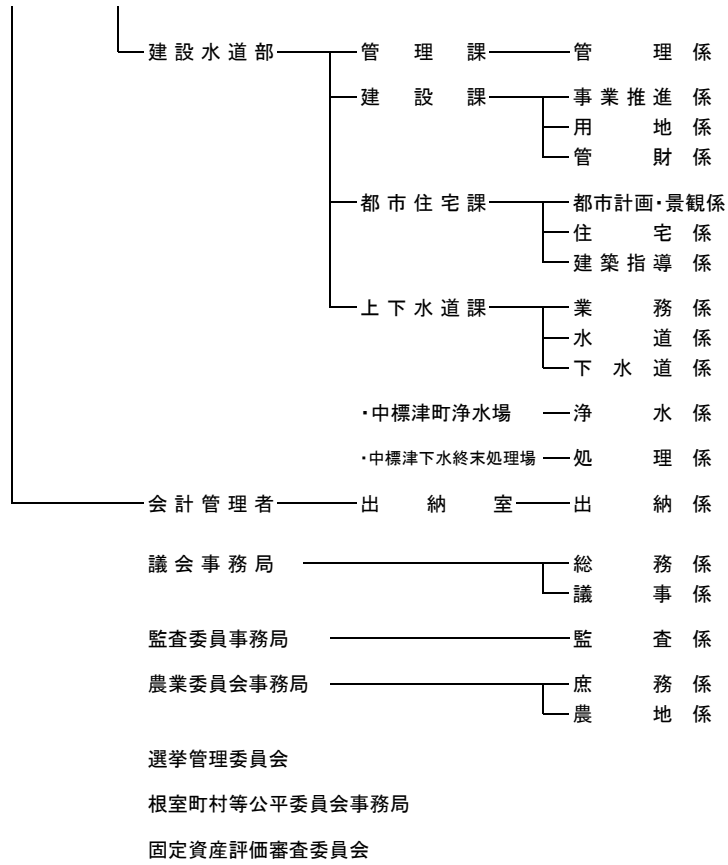 建設水道部 管理課 管理係
建設課 事業推進係
用地係
管財係
都市住宅課 都市計画・景観係
住宅係
建築指導係
上下水道課 業務係
水道係
下水道係
・中標津町浄水場 浄水係
・中標津下水終末処理場 処理係
会計管理者 出納室 出納係
議会事務局 総務係
議事係
監査委員事務局 監査係
農業委員会事務局 庶務係
農地係
選挙管理委員会
根室町村等公平委員会事務局
固定資産評価審査委員会